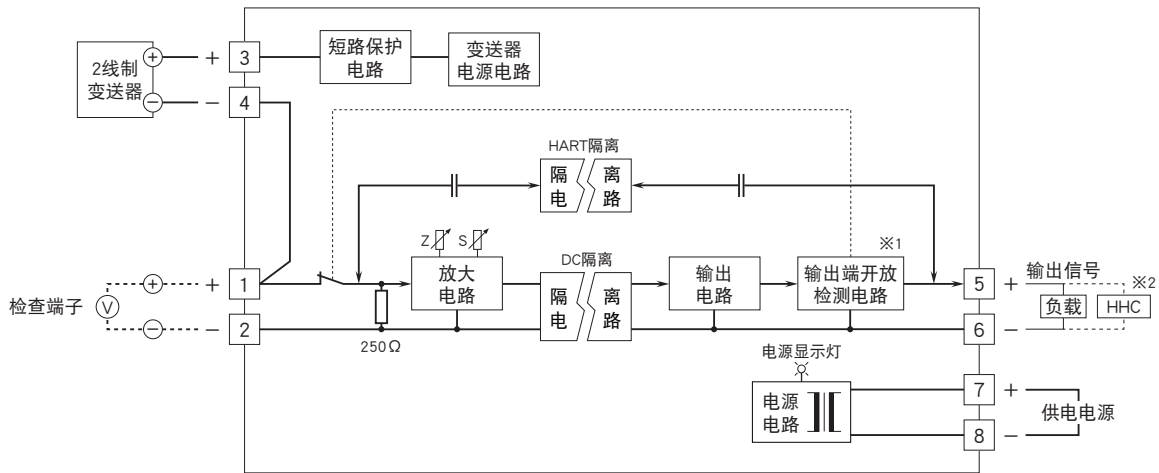 2线制
变送器
+
−
+
−
3
4
短路保护
电路
变送器
电源电路
HART隔离
隔 离
电 路
Z
S
※1
放大
电路
DC隔离
隔 离
电 路
输出
电路
输出端开放
检测电路
检查端子
V
+
−
+
−
1
2
250Ω
5
6
+
−
输出信号
※2
负载
HHC
电源显示灯
电源
电路
7
8
+
−
供电电源